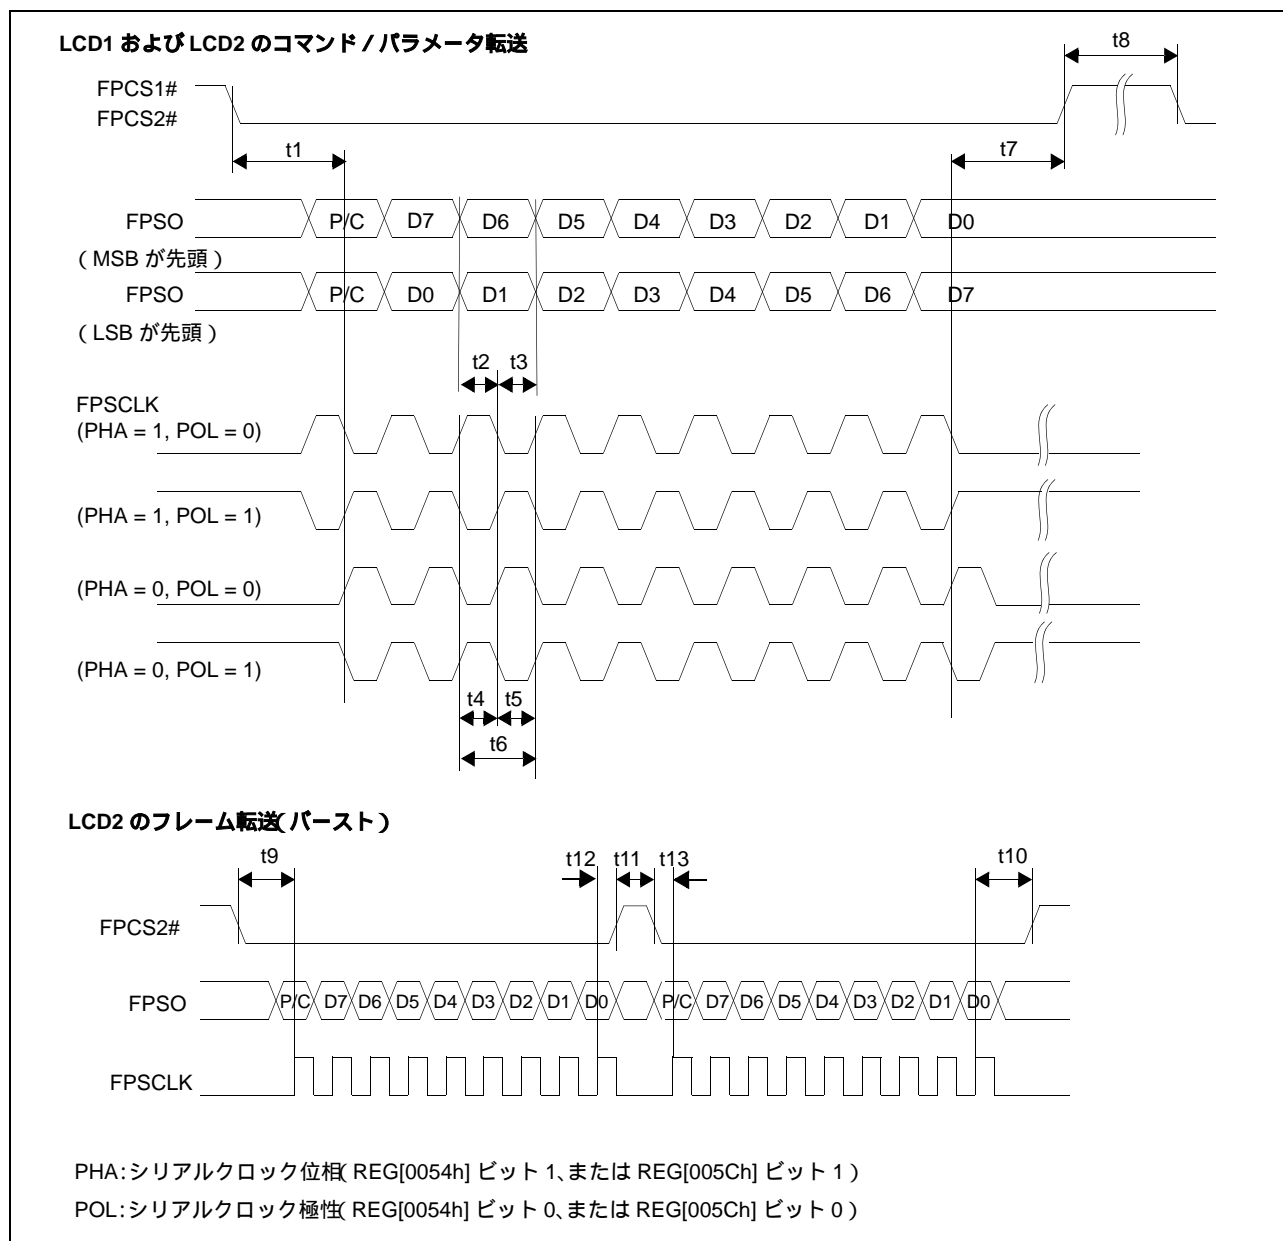 LCD1 および LCD2 のコマンド / パラメータ転送
t8
FPCS1#
FPCS2#
t1
t7
FPSO
P/C D7 D6 D5 D4 D3 D2 D1 D0
( MSB が先頭 )
FPSO
P/C D0 D1 D2 D3 D4 D5 D6 D7
( LSB が先頭 )
t2 t3
FPSCLK
(PHA = 1, POL = 0)
(PHA = 1, POL = 1)
(PHA = 0, POL = 0)
(PHA = 0, POL = 1)
t4 t5
t6
LCD2 のフレーム転送( バースト )
t9 t12 t11 t13 t10
FPCS2#
FPSO P/C D7 D6 D5 D4 D3 D2 D1 D0 P/C D7 D6 D5 D4 D3 D2 D1 D0
FPSCLK
PHA:シリアルクロック位相( REG[0054h] ビット 1、または REG[005Ch] ビット 1 )
POL:シリアルクロック極性( REG[0054h] ビット 0、または REG[005Ch] ビット 0 )